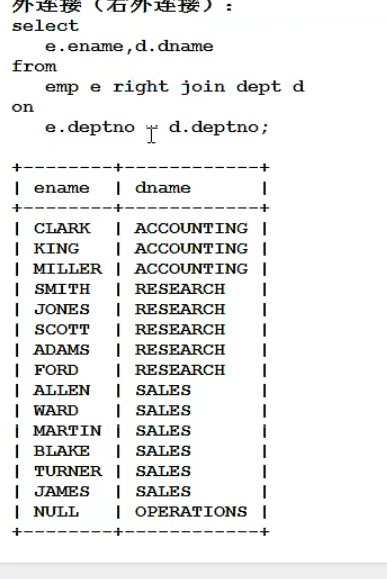 外连接（右外连接）：
select
e.ename,d.dname
from
emp e right join dept d
on
e.deptno = d.deptno;
+--------+------------+
| ename | dname |
+--------+------------+
| CLARK | ACCOUNTING |
| KING | ACCOUNTING |
| MILLER | ACCOUNTING |
| SMITH | RESEARCH |
| JONES | RESEARCH |
| SCOTT | RESEARCH |
| ADAMS | RESEARCH |
| FORD | RESEARCH |
| ALLEN | SALES |
| WARD | SALES |
| MARTIN | SALES |
| BLAKE | SALES |
| TURNER | SALES |
| JAMES | SALES |
| NULL | OPERATIONS |
+--------+------------+